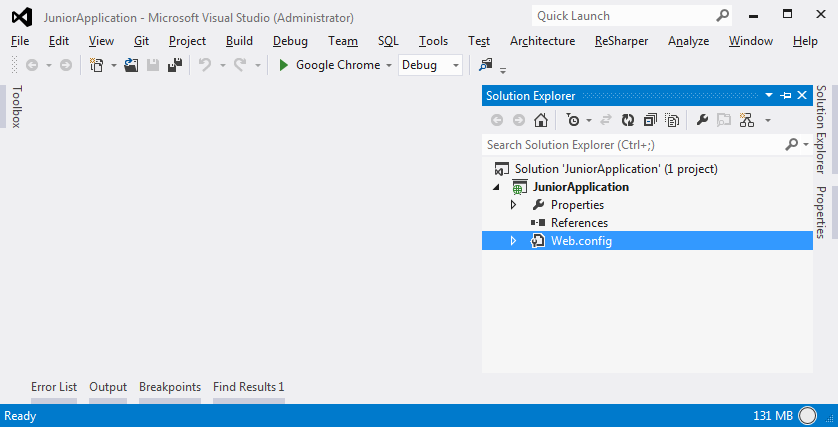 JuniorApplication - Microsoft Visual Studio (Administrator)
Quick Launch
File Edit View Git Project Build Debug Team SQL Tools Test Architecture ReSharper Analyze Window Help
Google Chrome Debug
Toolbox
Solution Explorer
Search Solution Explorer (Ctrl+;)
Solution 'JuniorApplication' (1 project)
JuniorApplication
Properties
References
Web.config
Solution Explorer
Properties
Error List Output Breakpoints Find Results 1
Ready 131 MB